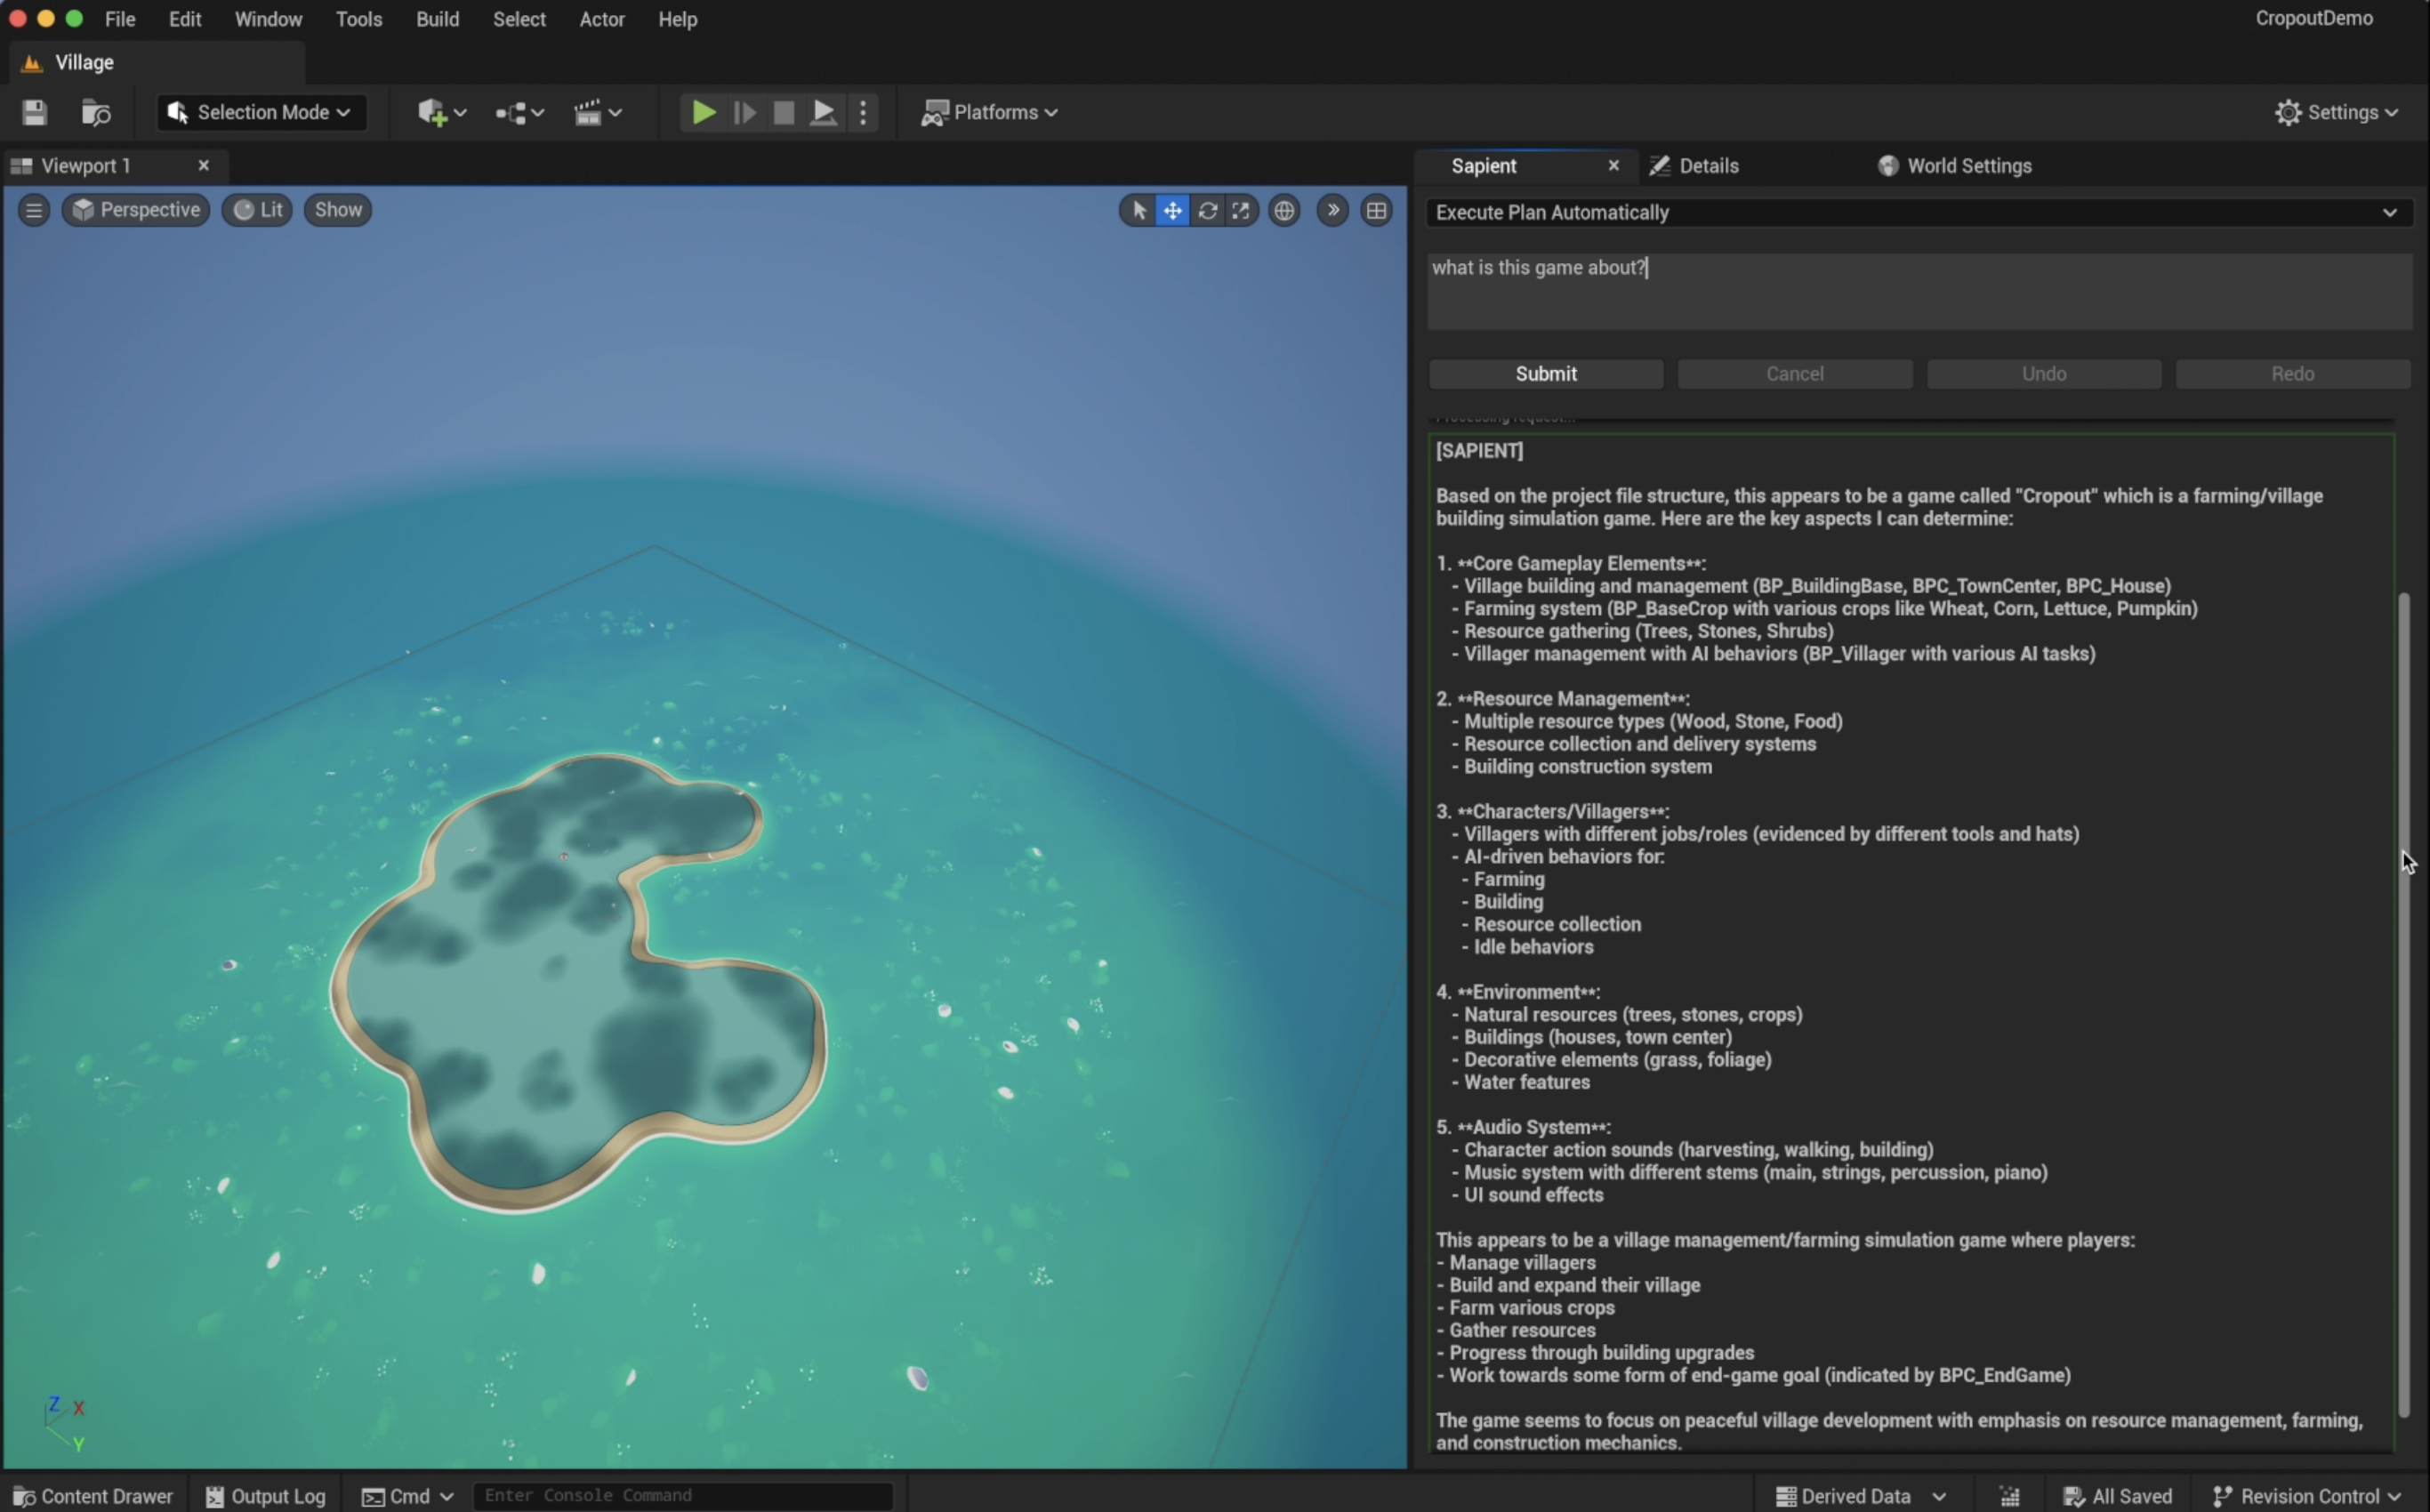 File Edit Window Tools Build Select Actor Help
CropoutDemo
Village
Selection Mode
Platforms
Settings
Viewport 1
Sapient
Details
World Settings
Perspective
Lit
Show
Execute Plan Automatically
what is this game about?
Submit
Cancel
Undo
Redo
Processing request...
[SAPIENT]
Based on the project file structure, this appears to be a game called "Cropout" which is a farming/village
building simulation game. Here are the key aspects I can determine:
1. **Core Gameplay Elements**:
- Village building and management (BP_BuildingBase, BPC_TownCenter, BPC_House)
- Farming system (BP_BaseCrop with various crops like Wheat, Corn, Lettuce, Pumpkin)
- Resource gathering (Trees, Stones, Shrubs)
- Villager management with AI behaviors (BP_Villager with various AI tasks)
2. **Resource Management**:
- Multiple resource types (Wood, Stone, Food)
- Resource collection and delivery systems
- Building construction system
3. **Characters/Villagers**:
- Villagers with different jobs/roles (evidenced by different tools and hats)
- AI-driven behaviors for:
- Farming
- Building
- Resource collection
- Idle behaviors
4. **Environment**:
- Natural resources (trees, stones, crops)
- Buildings (houses, town center)
- Decorative elements (grass, foliage)
- Water features
5. **Audio System**:
- Character action sounds (harvesting, walking, building)
- Music system with different stems (main, strings, percussion, piano)
- UI sound effects
This appears to be a village management/farming simulation game where players:
- Manage villagers
- Build and expand their village
- Farm various crops
- Gather resources
- Progress through building upgrades
- Work towards some form of end-game goal (indicated by BPC_EndGame)
The game seems to focus on peaceful village development with emphasis on resource management, farming,
and construction mechanics.
Z X
Y
Content Drawer
Output Log
Cmd
Enter Console Command
Derived Data
All Saved
Revision Control